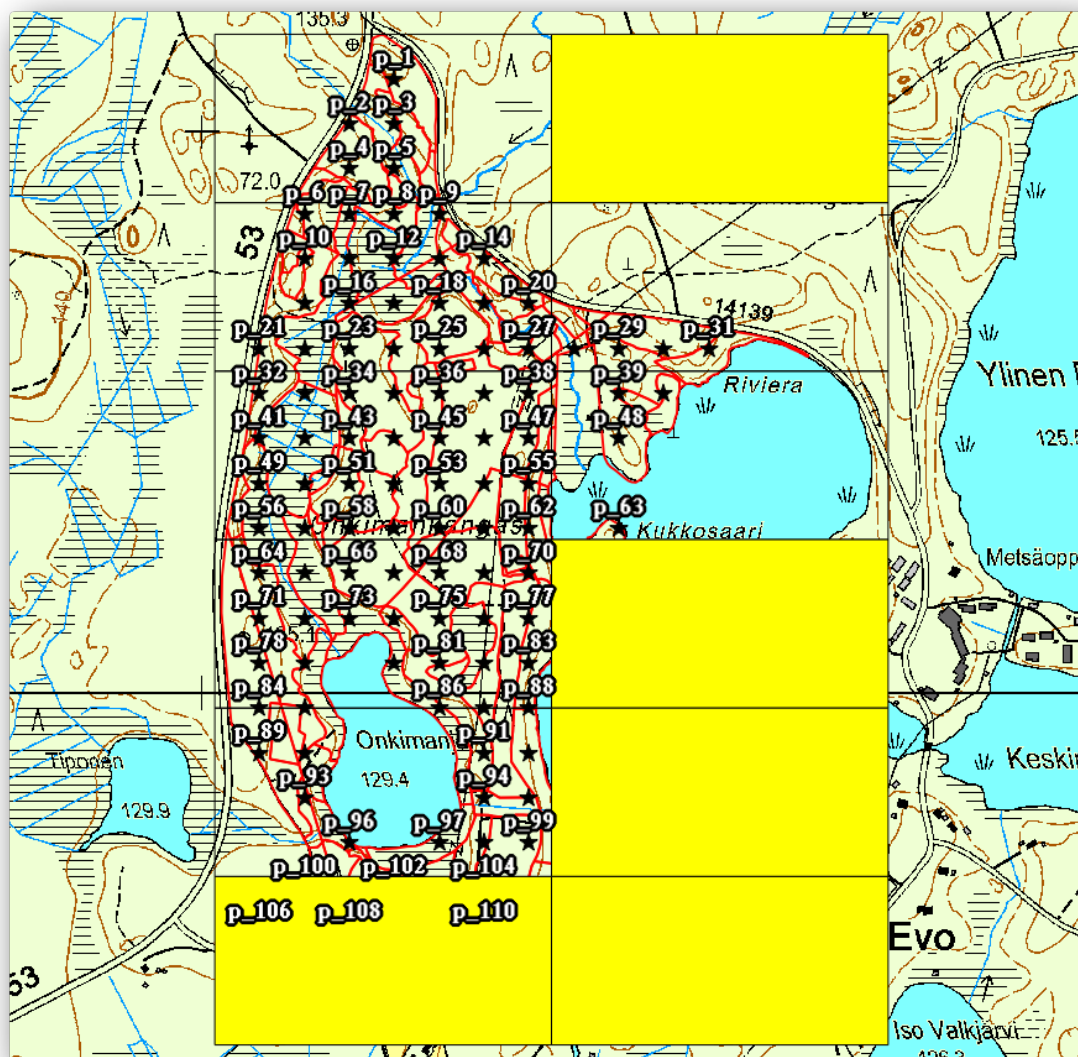 135.3
p_1
p_2 p_3
p_4 p_5
72.0
p_6 p_7 p_8 p_9
53
p_10 p_12 p_14
p_16 p_18 p_20
140
14139
p_21 p_23 p_25 p_27 p_29 p_31
p_32 p_34 p_36 p_38 p_39
Riviera
Ylinen
p_41 p_43 p_45 p_47 p_48
125.5
p_49 p_51 p_53 p_55
p_56 p_58 p_60 p_62 p_63
Kukkosaari
p_64 p_66 p_68 p_70
Metsäopp
p_71 p_73 p_75 p_77
p_78 p_81 p_83
p_84 p_86 p_88
p_89 p_91
Onkimani
Keskin
129.4
p_93 p_94
129.9
p_96 p_97 p_99
p_100 p_102 p_104
p_106 p_108 p_110
Evo
53
Iso Valkjärvi